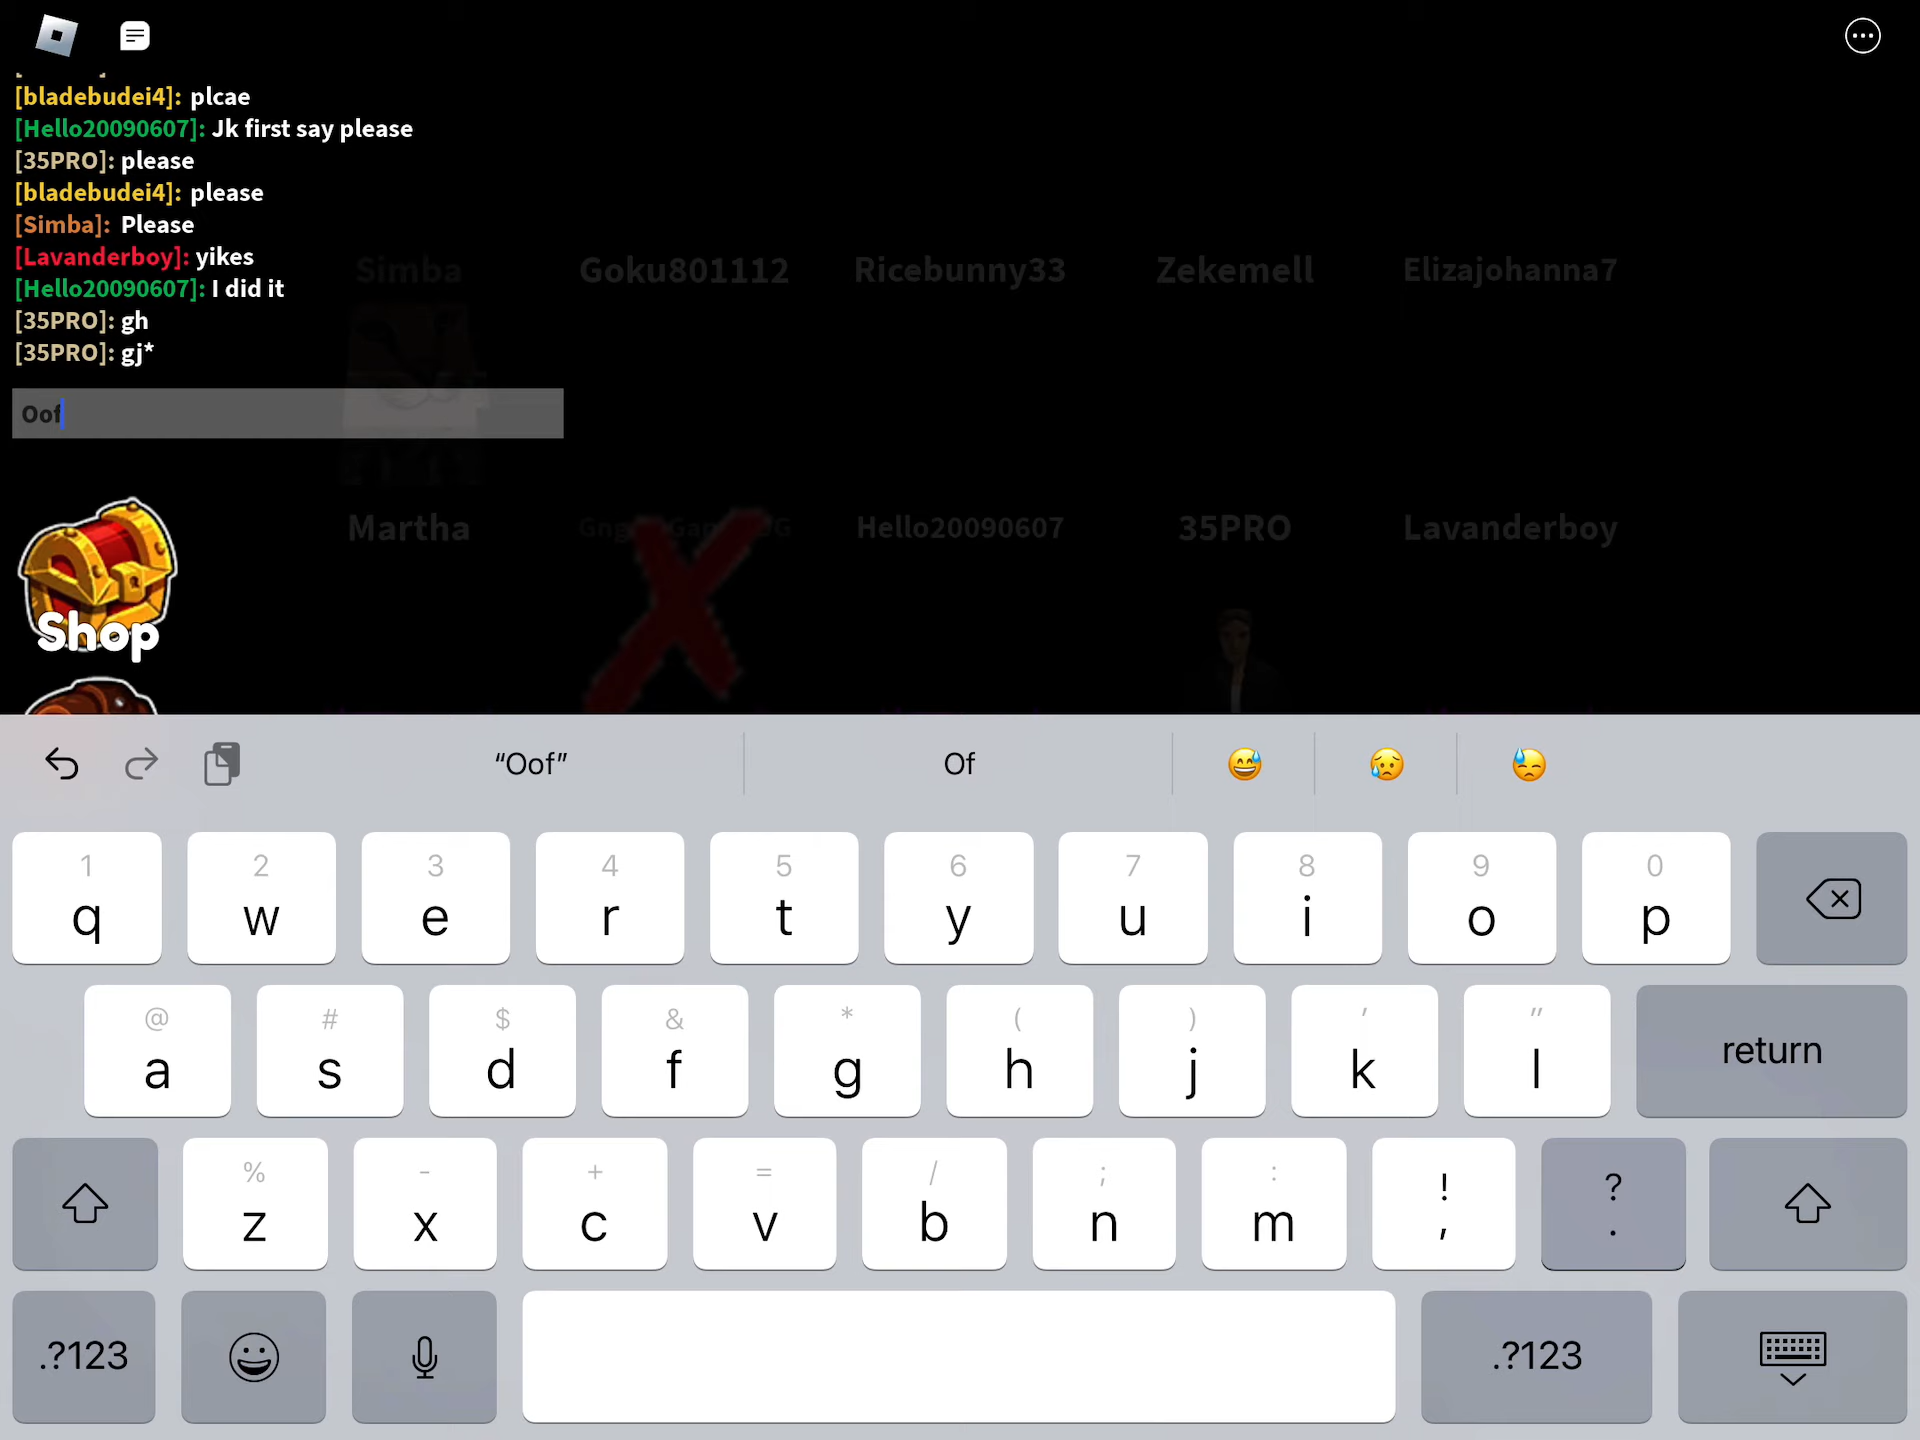 [bladebudei4]: plcae
[Hello20090607]: Jk first say please
[35PRO]: please
[bladebudei4]: please
[Simba]: Please
[Lavanderboy]: yikes
[Hello20090607]: I did it
[35PRO]: gh
[35PRO]: gj*
Oof
Simba Goku801112 Ricebunny33 Zekemell Elizajohanna7
Martha Hello20090607 35PRO Lavanderboy
Shop
“Oof” Of
1 2 3 4 5 6 7 8 9 0
q w e r t y u i o p
@ # $ & * ( ) ' "
a s d f g h j k l return
% - + = / ; : ! ?
z x c v b n m , .
.?123 .?123